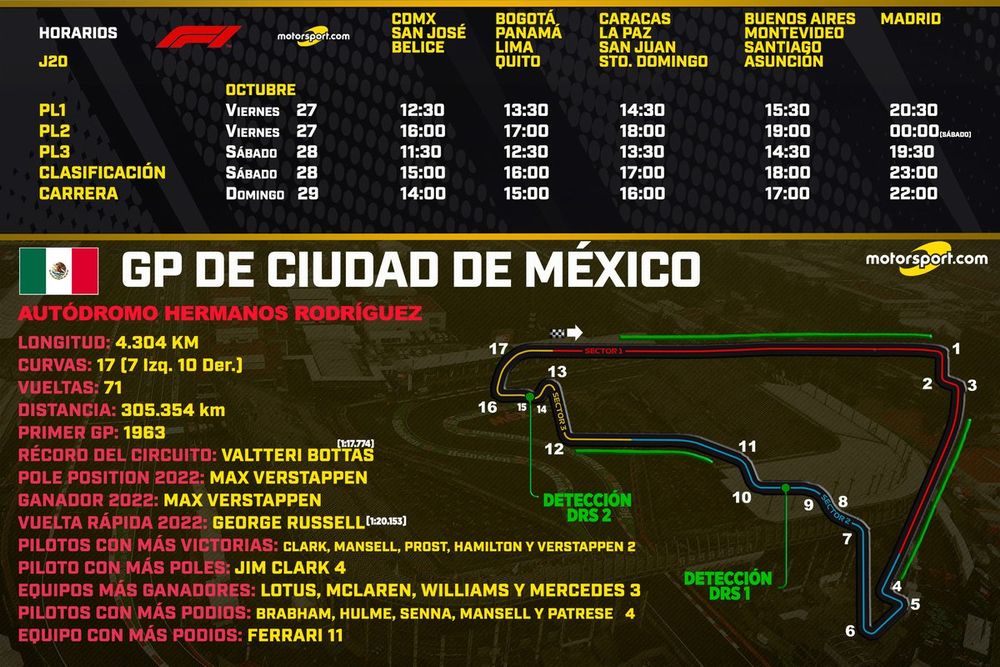 HORARIOS
F1
motorsport.com
CDMX
SAN JOSÉ
BELICE
BOGOTÁ
PANAMÁ
LIMA
QUITO
CARACAS
LA PAZ
SAN JUAN
STO. DOMINGO
BUENOS AIRES
MONTEVIDEO
SANTIAGO
ASUNCIÓN
MADRID
J20
OCTUBRE
PL1 VIERNES 27 12:30 13:30 14:30 15:30 20:30
PL2 VIERNES 27 16:00 17:00 18:00 19:00 00:00 (SÁBADO)
PL3 SÁBADO 28 11:30 12:30 13:30 14:30 19:30
CLASIFICACIÓN SÁBADO 28 15:00 16:00 17:00 18:00 23:00
CARRERA DOMINGO 29 14:00 15:00 16:00 17:00 22:00
GP DE CIUDAD DE MÉXICO
motorsport.com
AUTÓDROMO HERMANOS RODRÍGUEZ
LONGITUD: 4.304 KM
CURVAS: 17 (7 Izq. 10 Der.)
VUELTAS: 71
DISTANCIA: 305.354 km
PRIMER GP: 1963
RÉCORD DEL CIRCUITO: VALTTERI BOTTAS (1:17.774)
POLE POSITION 2022: MAX VERSTAPPEN
GANADOR 2022: MAX VERSTAPPEN
VUELTA RÁPIDA 2022: GEORGE RUSSELL (1:20.153)
PILOTOS CON MÁS VICTORIAS: CLARK, MANSELL, PROST, HAMILTON Y VERSTAPPEN 2
PILOTO CON MÁS POLES: JIM CLARK 4
EQUIPOS MÁS GANADORES: LOTUS, MCLAREN, WILLIAMS Y MERCEDES 3
PILOTOS CON MÁS PODIOS: BRABHAM, HULME, SENNA, MANSELL Y PATRESE 4
EQUIPO CON MÁS PODIOS: FERRARI 11
17
SECTOR 1
1
2
3
13
16
15
14
SECTOR 3
12
11
10
9
8
SECTOR 2
7
DETECCIÓN
DRS 2
DETECCIÓN
DRS 1
4
5
6